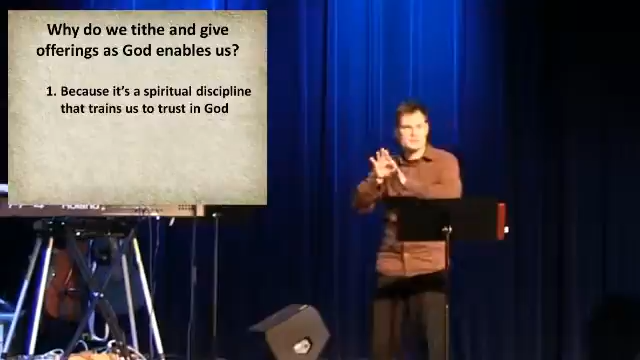 Why do we tithe and give
offerings as God enables us?
1. Because it's a spiritual discipline
that trains us to trust in God
Roland